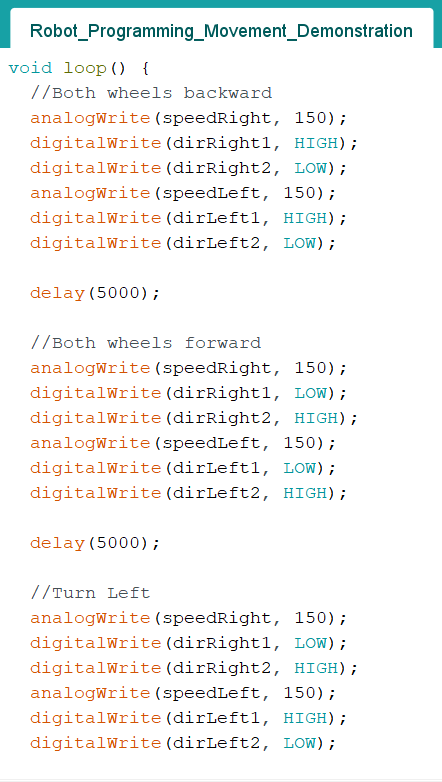 Robot_Programming_Movement_Demonstration
void loop() {
//Both wheels backward
analogWrite(speedRight, 150);
digitalWrite(dirRight1, HIGH);
digitalWrite(dirRight2, LOW);
analogWrite(speedLeft, 150);
digitalWrite(dirLeft1, HIGH);
digitalWrite(dirLeft2, LOW);
delay(5000);
//Both wheels forward
analogWrite(speedRight, 150);
digitalWrite(dirRight1, LOW);
digitalWrite(dirRight2, HIGH);
analogWrite(speedLeft, 150);
digitalWrite(dirLeft1, LOW);
digitalWrite(dirLeft2, HIGH);
delay(5000);
//Turn Left
analogWrite(speedRight, 150);
digitalWrite(dirRight1, LOW);
digitalWrite(dirRight2, HIGH);
analogWrite(speedLeft, 150);
digitalWrite(dirLeft1, HIGH);
digitalWrite(dirLeft2, LOW);